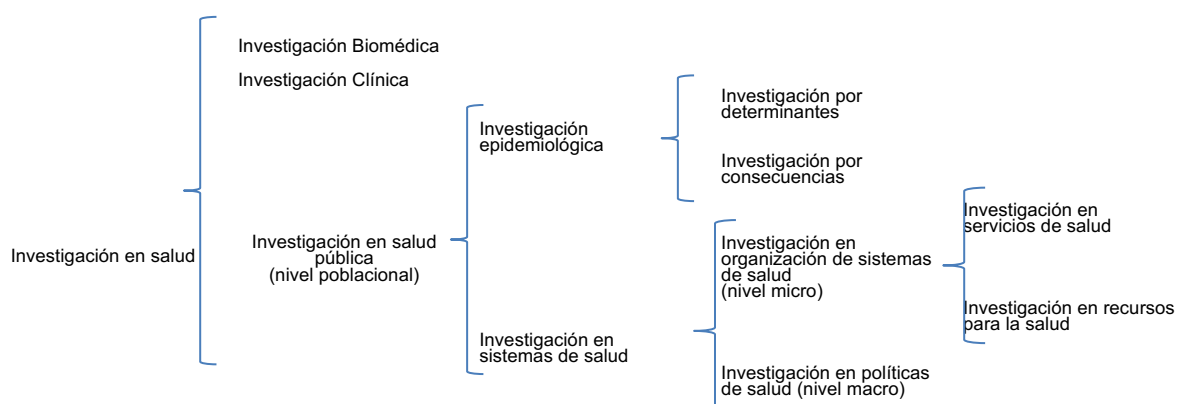 Investigación en salud
Investigación Biomédica
Investigación Clínica
Investigación en salud
pública
(nivel poblacional)
Investigación
epidemiológica
Investigación por
determinantes
Investigación por
consecuencias
Investigación en
sistemas de salud
Investigación en
organización de sistemas
de salud
(nivel micro)
Investigación en
servicios de salud
Investigación en recursos
para la salud
Investigación en políticas
de salud (nivel macro)